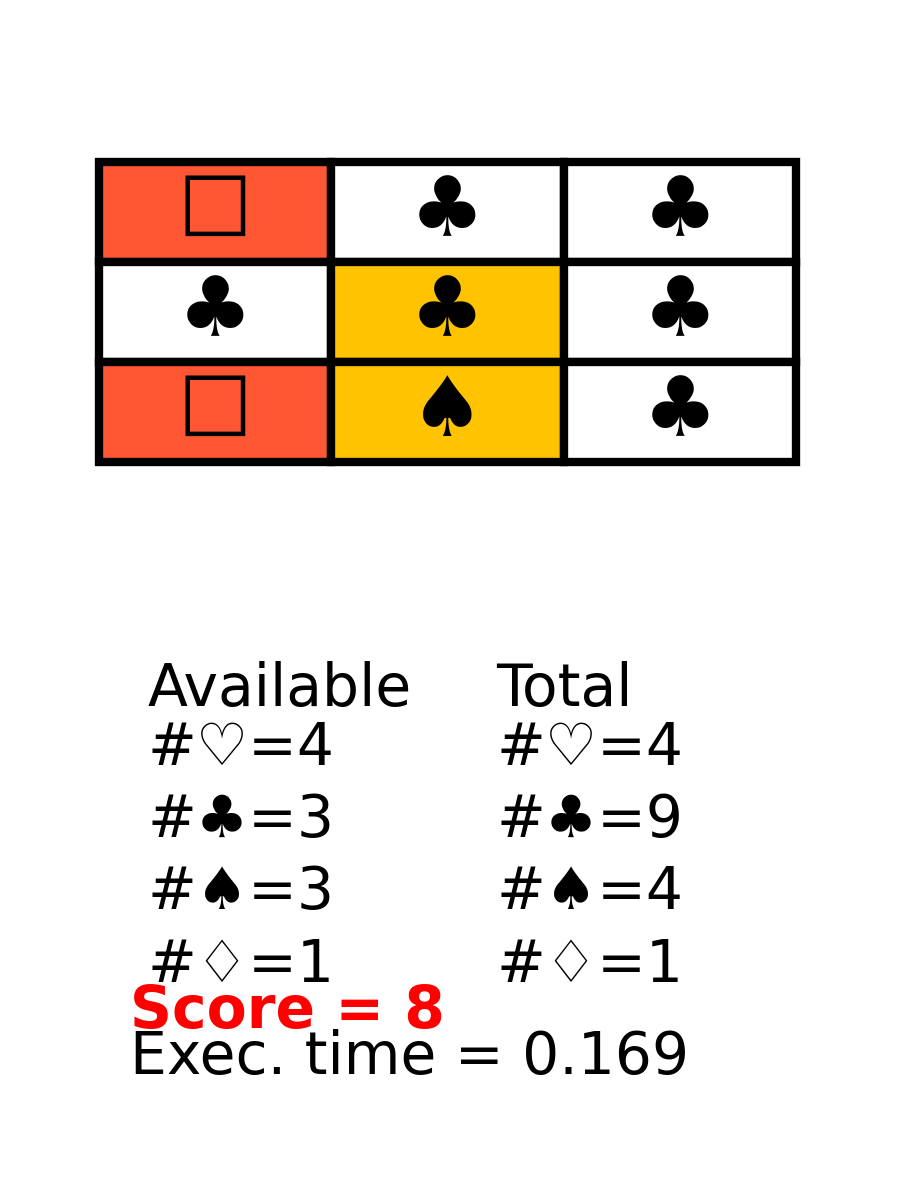 □ ♣ ♣
♣ ♣ ♣
□ ♠ ♣
Available Total
#♡=4 #♡=4
#♣=3 #♣=9
#♠=3 #♠=4
#♢=1 #♢=1
Score = 8
Exec. time = 0.169